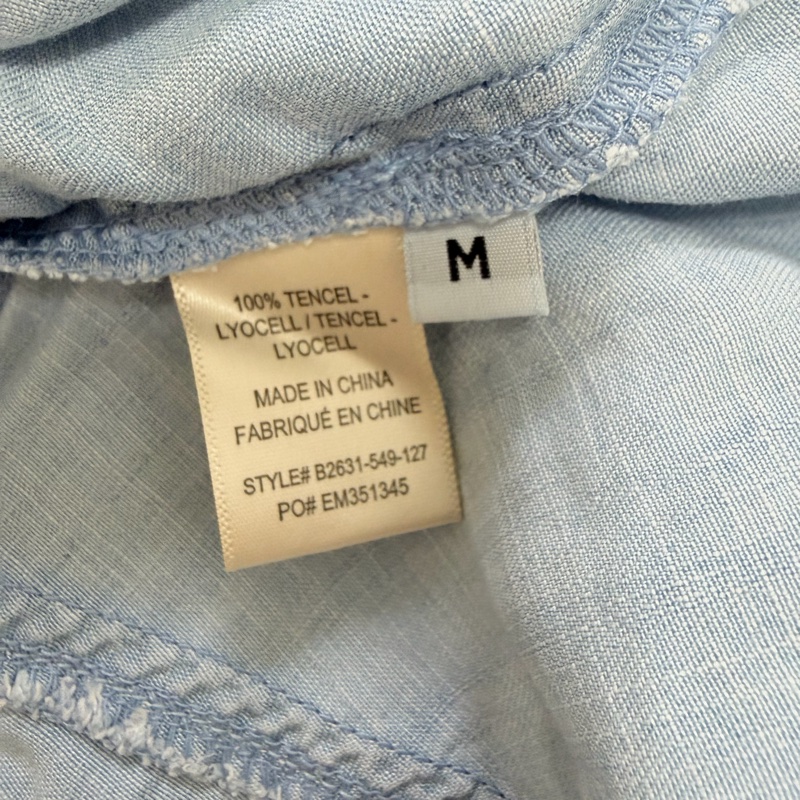 M
100% TENCEL -
LYOCELL / TENCEL -
LYOCELL
MADE IN CHINA
FABRIQUÉ EN CHINE
STYLE# B2631-549-127
PO# EM351345